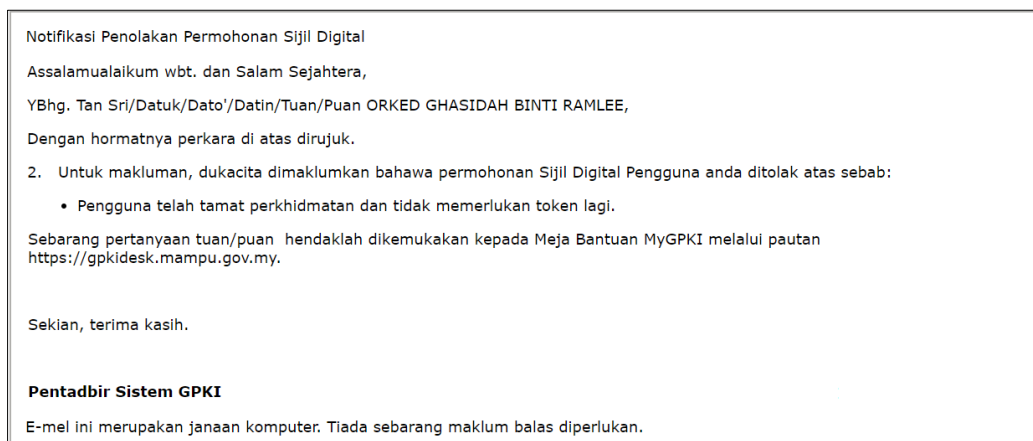 Notifikasi Penolakan Permohonan Sijil Digital
Assalamualaikum wbt. dan Salam Sejahtera,
YBhg. Tan Sri/Datuk/Dato'/Datin/Tuan/Puan ORKED GHASIDAH BINTI RAMLEE,
Dengan hormatnya perkara di atas dirujuk.
2. Untuk makluman, dukacita dimaklumkan bahawa permohonan Sijil Digital Pengguna anda ditolak atas sebab:
• Pengguna telah tamat perkhidmatan dan tidak memerlukan token lagi.
Sebarang pertanyaan tuan/puan hendaklah dikemukakan kepada Meja Bantuan MyGPKI melalui pautan
https://gpkidesk.mampu.gov.my.
Sekian, terima kasih.
Pentadbir Sistem GPKI
E-mel ini merupakan janaan komputer. Tiada sebarang maklum balas diperlukan.